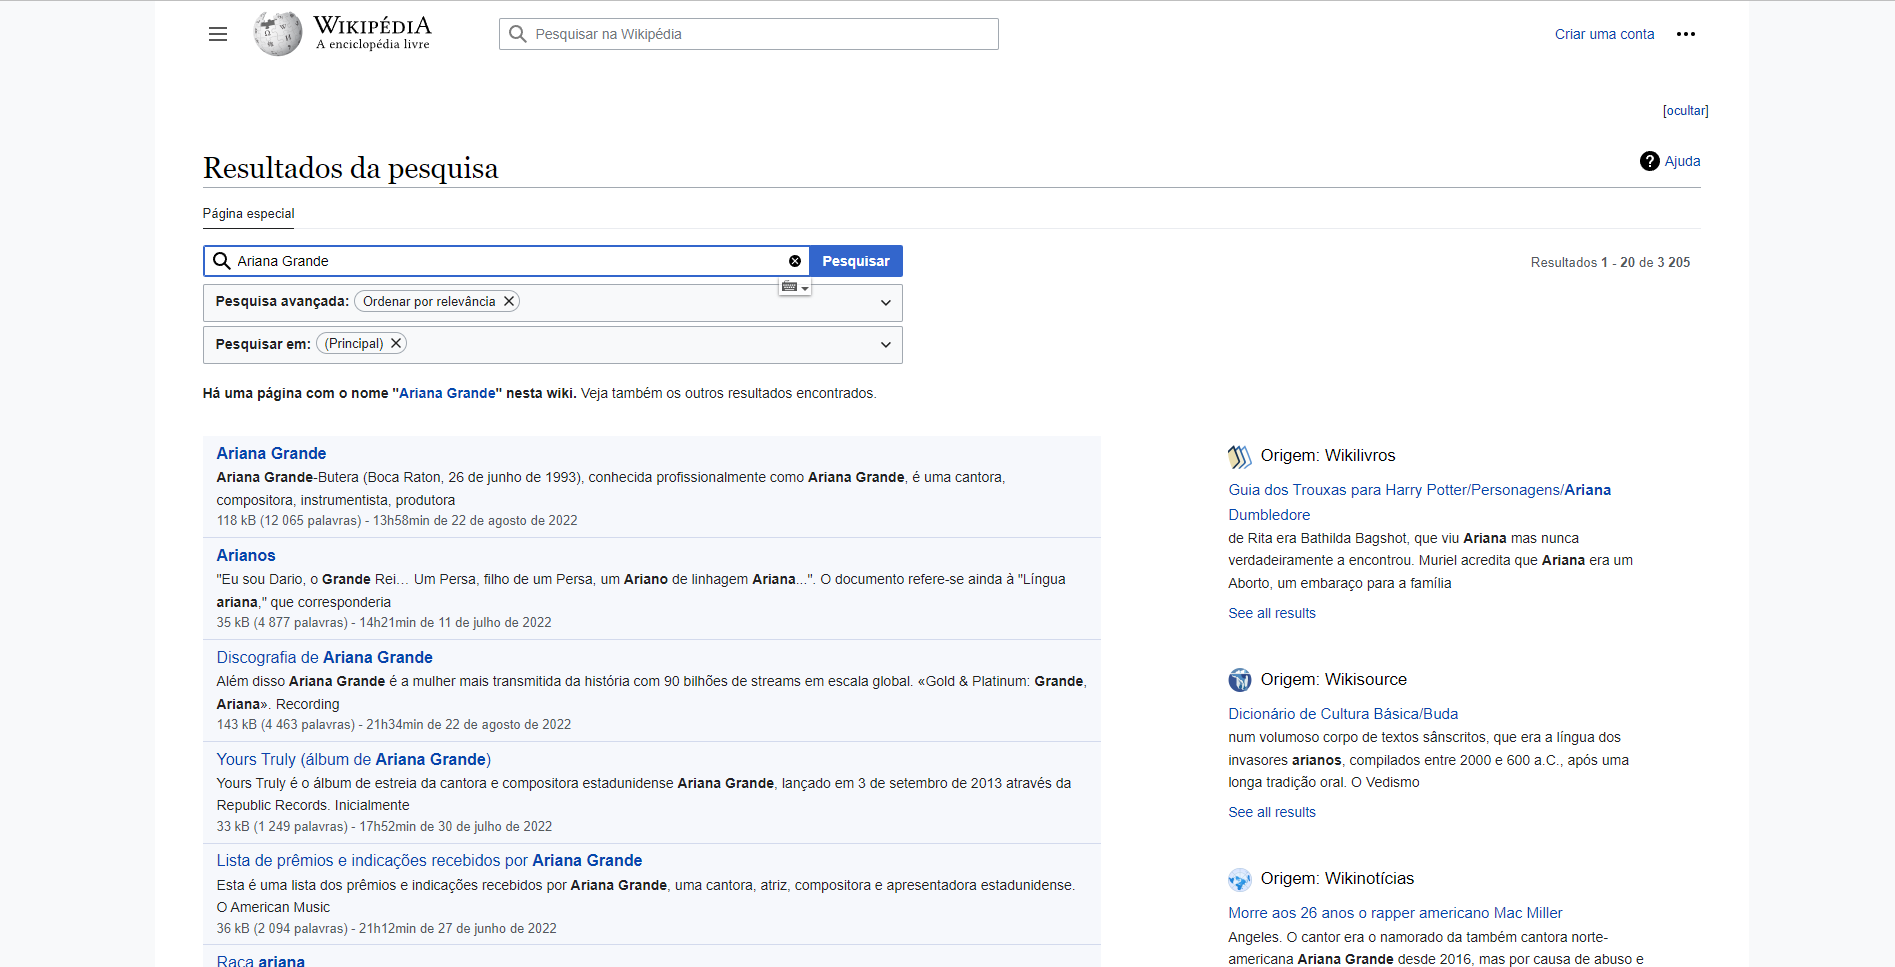 WIKIPÉDIA
A enciclopédia livre
Pesquisar na Wikipédia
Criar uma conta
[ocultar]
Resultados da pesquisa
Ajuda
Página especial
Ariana Grande
Pesquisar
Resultados 1 - 20 de 3 205
Pesquisa avançada: Ordenar por relevância
Pesquisar em: (Principal)
Há uma página com o nome "Ariana Grande" nesta wiki. Veja também os outros resultados encontrados.
Ariana Grande
Ariana Grande-Butera (Boca Raton, 26 de junho de 1993), conhecida profissionalmente como Ariana Grande, é uma cantora,
compositora, instrumentista, produtora
118 kB (12 065 palavras) - 13h58min de 22 de agosto de 2022
Arianos
"Eu sou Dario, o Grande Rei… Um Persa, filho de um Persa, um Ariano de linhagem Ariana...". O documento refere-se ainda à "Língua
ariana," que corresponderia
35 kB (4 877 palavras) - 14h21min de 11 de julho de 2022
Discografia de Ariana Grande
Além disso Ariana Grande é a mulher mais transmitida da história com 90 bilhões de streams em escala global. «Gold & Platinum: Grande,
Ariana». Recording
143 kB (4 463 palavras) - 21h34min de 22 de agosto de 2022
Yours Truly (álbum de Ariana Grande)
Yours Truly é o álbum de estreia da cantora e compositora estadunidense Ariana Grande, lançado em 3 de setembro de 2013 através da
Republic Records. Inicialmente
33 kB (1 249 palavras) - 17h52min de 30 de julho de 2022
Lista de prêmios e indicações recebidos por Ariana Grande
Esta é uma lista dos prêmios e indicações recebidos por Ariana Grande, uma cantora, atriz, compositora e apresentadora estadunidense.
O American Music
36 kB (2 094 palavras) - 21h12min de 27 de junho de 2022
Raça ariana
Origem: Wikilivros
Guia dos Trouxas para Harry Potter/Personagens/Ariana
Dumbledore
de Rita era Bathilda Bagshot, que viu Ariana mas nunca
verdadeiramente a encontrou. Muriel acredita que Ariana era um
Aborto, um embaraço para a família
See all results
Origem: Wikisource
Dicionário de Cultura Básica/Buda
num volumoso corpo de textos sânscritos, que era a língua dos
invasores arianos, compilados entre 2000 e 600 a.C., após uma
longa tradição oral. O Vedismo
See all results
Origem: Wikinotícias
Morre aos 26 anos o rapper americano Mac Miller
Angeles. O cantor era o namorado da também cantora norte-
americana Ariana Grande desde 2016, mas por causa de abuso e